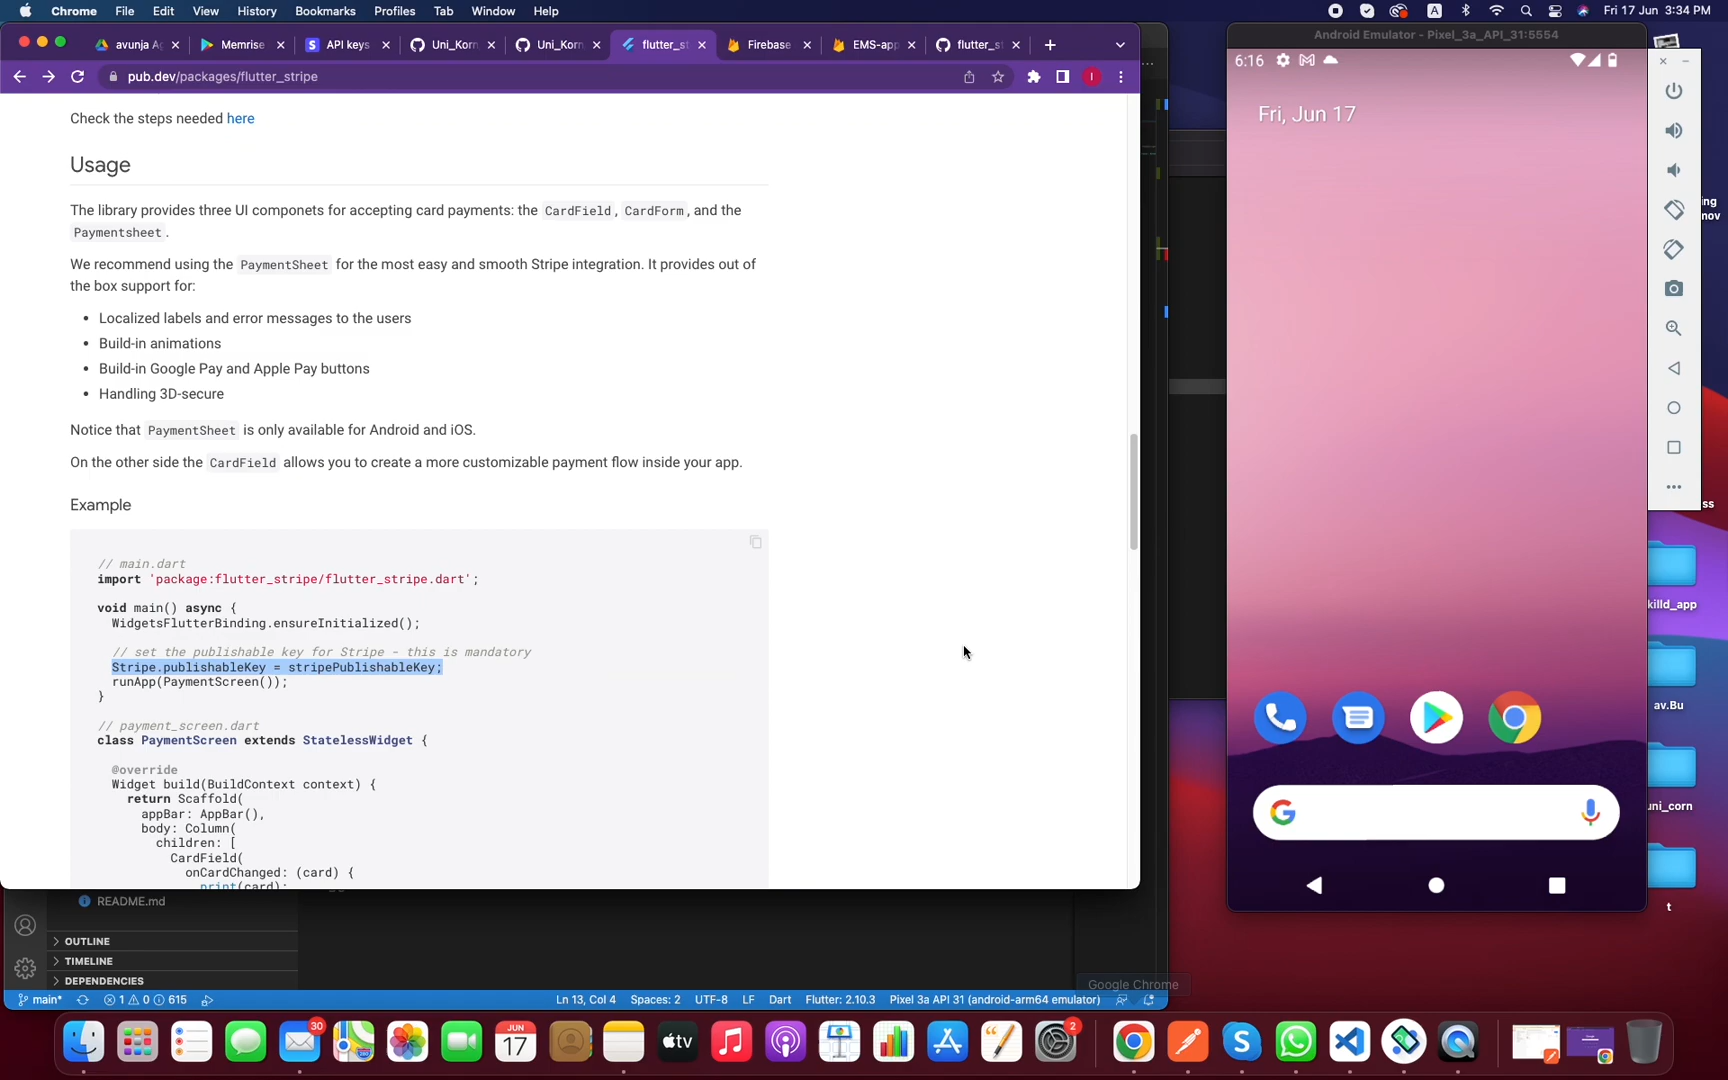 Chrome File Edit View History Bookmarks Profiles Tab Window Help
A
Fri 17 Jun 3:34 PM
avunja Ag
Memrise
API keys
Uni_Korn
Uni_Korn
flutter_st
Firebase
EMS-app
flutter_st
pub.dev/packages/flutter_stripe
I
Check the steps needed here
Usage
The library provides three UI componets for accepting card payments: the CardField, CardForm, and the
Paymentsheet.
We recommend using the PaymentSheet for the most easy and smooth Stripe integration. It provides out of
the box support for:
• Localized labels and error messages to the users
• Build-in animations
• Build-in Google Pay and Apple Pay buttons
• Handling 3D-secure
Notice that PaymentSheet is only available for Android and iOS.
On the other side the CardField allows you to create a more customizable payment flow inside your app.
Example
// main.dart
import 'package:flutter_stripe/flutter_stripe.dart';
void main() async {
WidgetsFlutterBinding.ensureInitialized();
// set the publishable key for Stripe - this is mandatory
Stripe.publishableKey = stripePublishableKey;
runApp(PaymentScreen());
}
// payment_screen.dart
class PaymentScreen extends StatelessWidget {
@override
Widget build(BuildContext context) {
return Scaffold(
appBar: AppBar(),
body: Column(
children: [
CardField(
onCardChanged: (card) {
print(card);
Android Emulator - Pixel_3a_API_31:5554
6:16
Fri, Jun 17
G
ing
mov
ss
killd_app
av.Bu
uni_corn
t
README.md
OUTLINE
TIMELINE
DEPENDENCIES
Google Chrome
main* 1 0 615
Ln 13, Col 4 Spaces: 2 UTF-8 LF Dart Flutter: 2.10.3 Pixel 3a API 31 (android-arm64 emulator)
30
JUN
17
tv
2